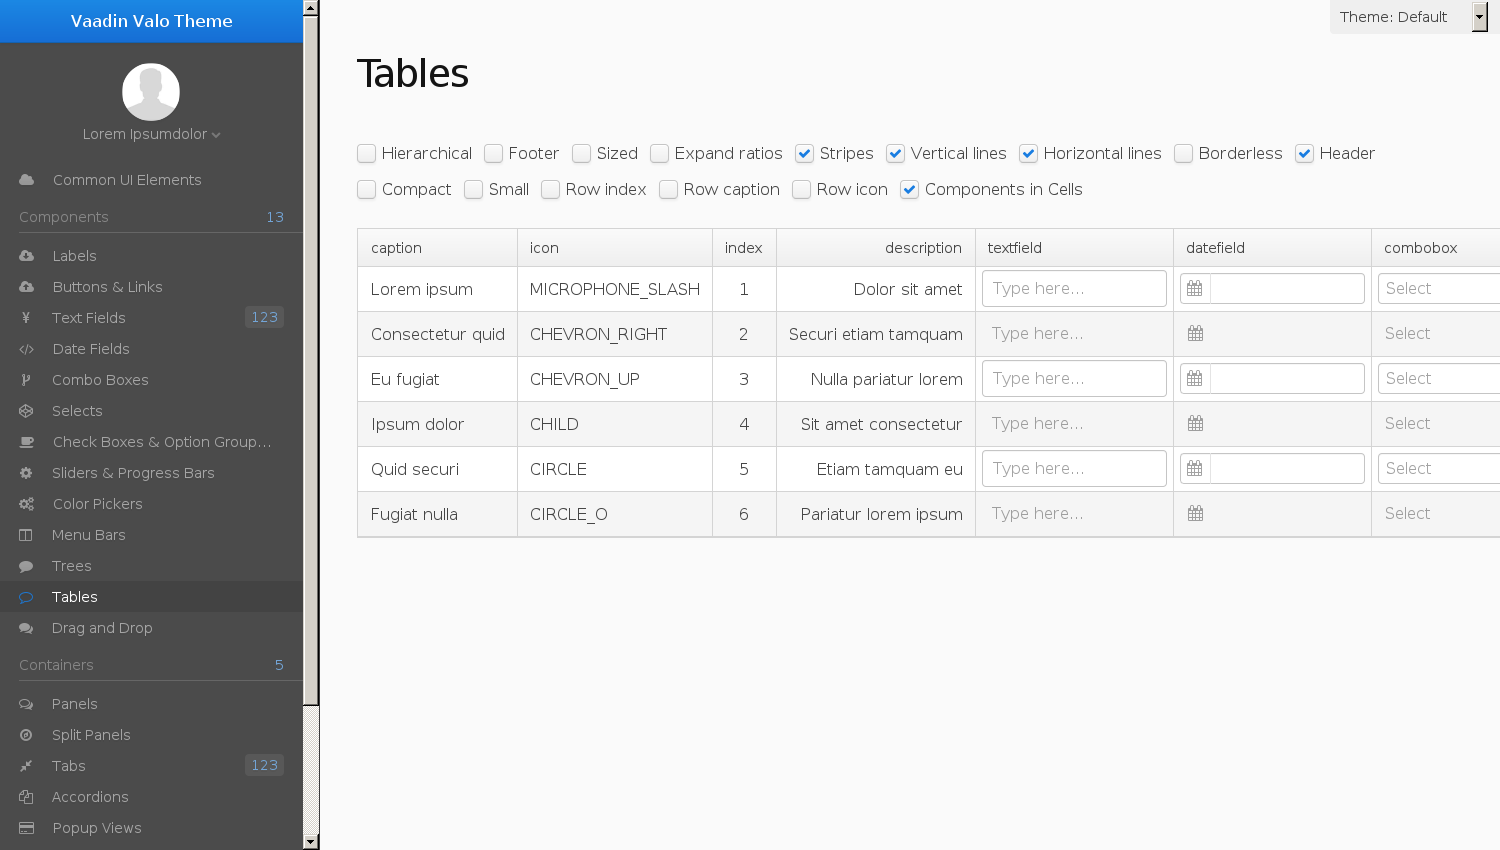 Vaadin Valo Theme
Lorem Ipsumdolor
Common UI Elements
Components 13
Labels
Buttons & Links
Text Fields 123
Date Fields
Combo Boxes
Selects
Check Boxes & Option Group...
Sliders & Progress Bars
Color Pickers
Menu Bars
Trees
Tables
Drag and Drop
Containers 5
Panels
Split Panels
Tabs 123
Accordions
Popup Views
Theme: Default
Tables
Hierarchical Footer Sized Expand ratios Stripes Vertical lines Horizontal lines Borderless Header
Compact Small Row index Row caption Row icon Components in Cells
caption icon index description textfield datefield combobox
Lorem ipsum MICROPHONE_SLASH 1 Dolor sit amet Type here... Select
Consectetur quid CHEVRON_RIGHT 2 Securi etiam tamquam Type here... Select
Eu fugiat CHEVRON_UP 3 Nulla pariatur lorem Type here... Select
Ipsum dolor CHILD 4 Sit amet consectetur Type here... Select
Quid securi CIRCLE 5 Etiam tamquam eu Type here... Select
Fugiat nulla CIRCLE_O 6 Pariatur lorem ipsum Type here... Select